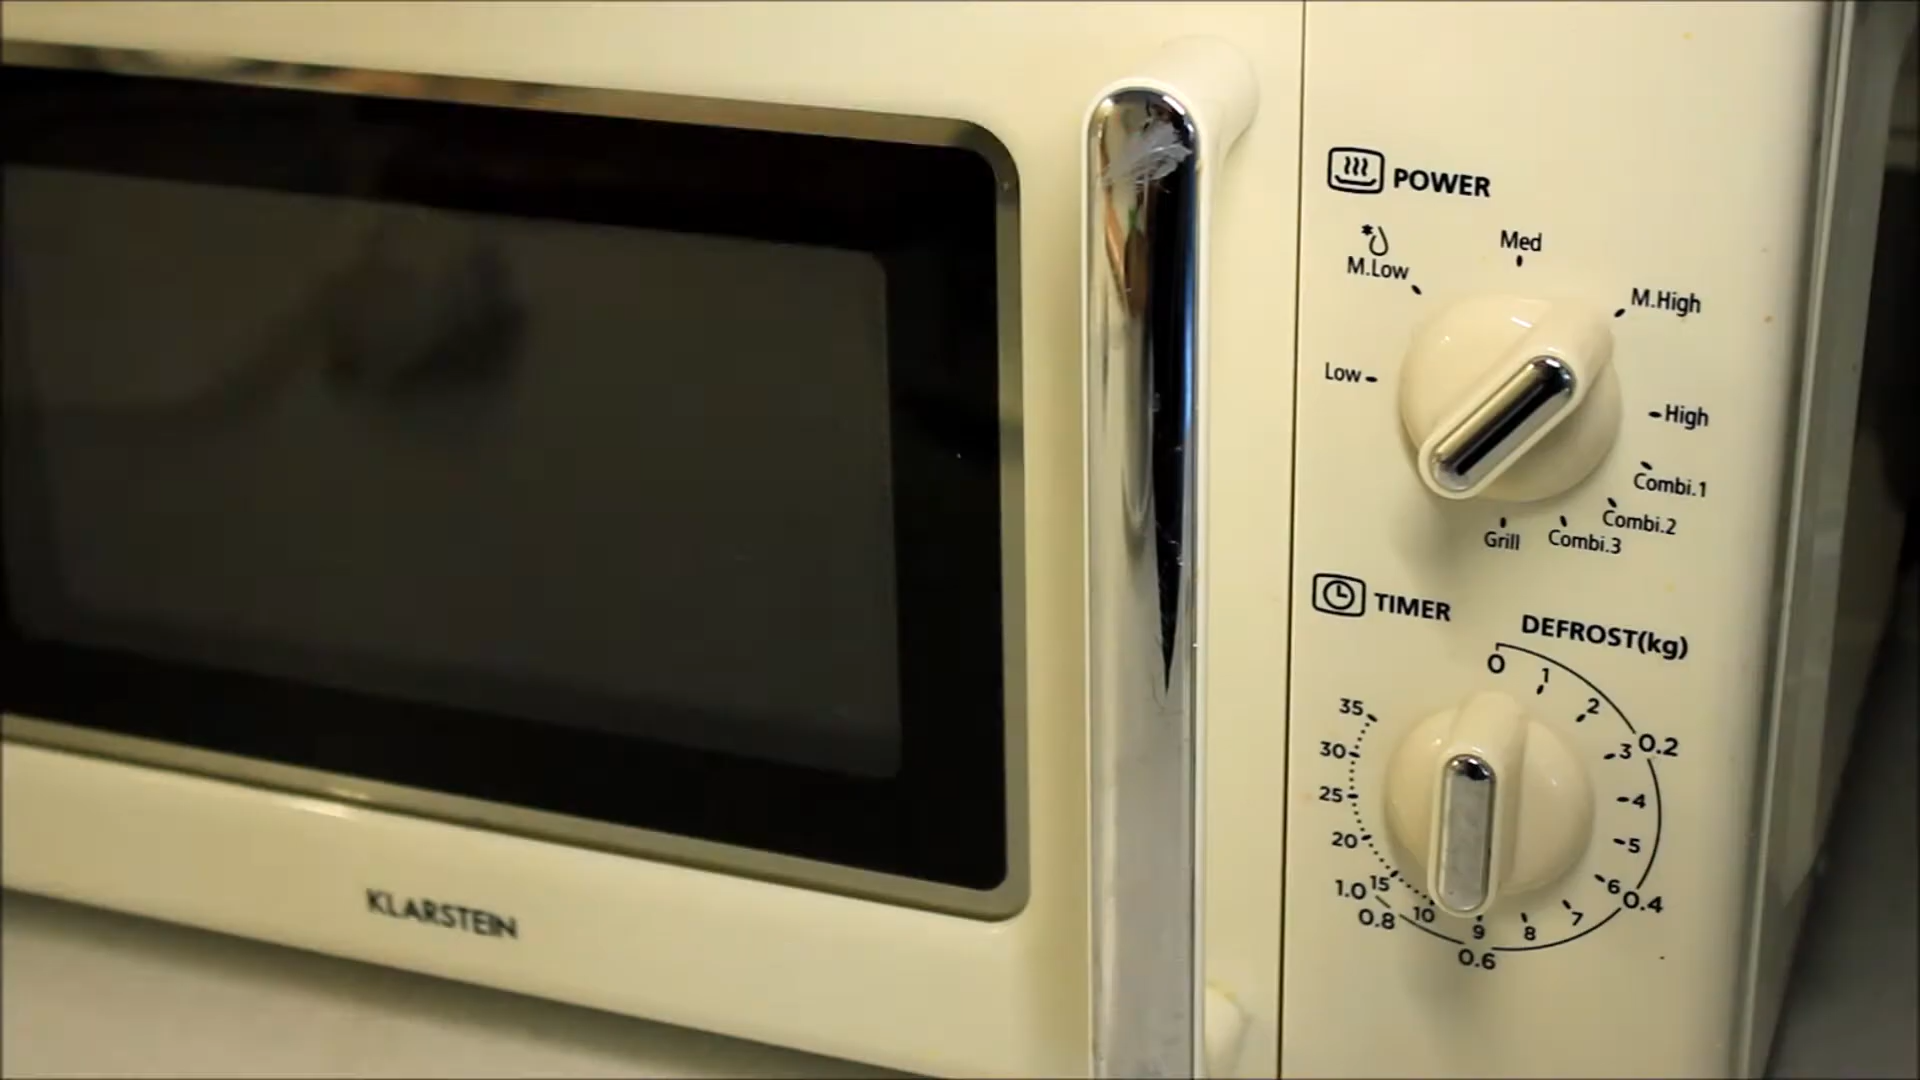 POWER
Med
M.Low
M.High
Low
High
Combi.1
Combi.2
Combi.3
Grill
TIMER
DEFROST(kg)
0
1
2
3
0.2
4
5
6
0.4
7
8
9
0.6
10
0.8
15
1.0
20
25
30
35
KLARSTEIN